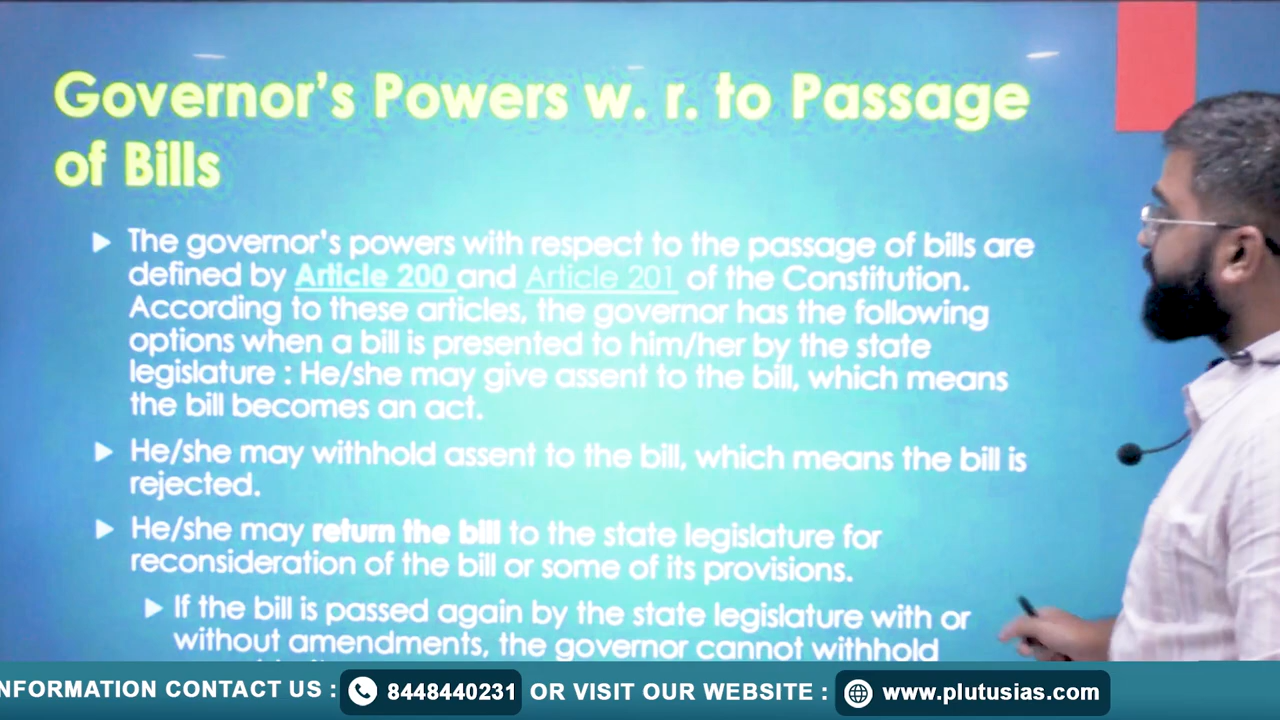 Governor's Powers w. r. to Passage
of Bills
The governor's powers with respect to the passage of bills are
defined by Article 200 and Article 201 of the Constitution.
According to these articles, the governor has the following
options when a bill is presented to him/her by the state
legislature : He/she may give assent to the bill, which means
the bill becomes an act.
He/she may withhold assent to the bill, which means the bill is
rejected.
He/she may return the bill to the state legislature for
reconsideration of the bill or some of its provisions.
If the bill is passed again by the state legislature with or
without amendments, the governor cannot withhold
NFORMATION CONTACT US : 8448440231 OR VISIT OUR WEBSITE : www.plutusias.com